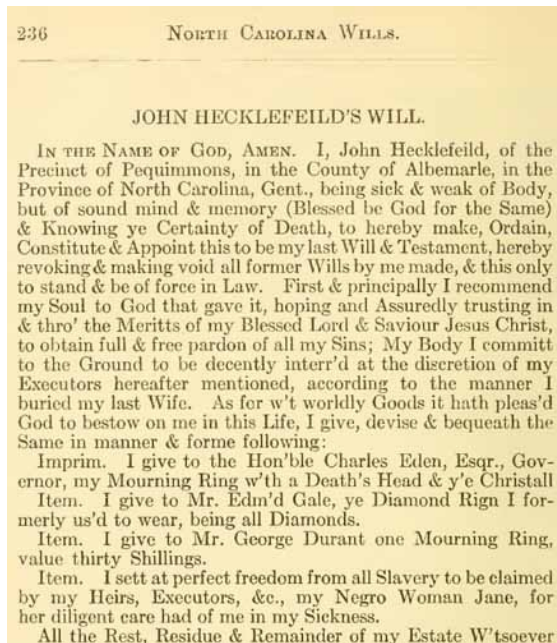 236 North Carolina Wills.
JOHN HECKLEFEILD'S WILL.
In the Name of God, Amen. I, John Hecklefeild, of the
Precinct of Pequimmons, in the County of Albemarle, in the
Province of North Carolina, Gent., being sick & weak of Body,
but of sound mind & memory (Blessed be God for the Same)
& Knowing ye Certainty of Death, to hereby make, Ordain,
Constitute & Appoint this to be my last Will & Testament, hereby
revoking & making void all former Wills by me made, & this only
to stand & be of force in Law. First & principally I recommend
my Soul to God that gave it, hoping and Assuredly trusting in
& thro' the Meritts of my Blessed Lord & Saviour Jesus Christ,
to obtain full & free pardon of all my Sins; My Body I committ
to the Ground to be decently interr'd at the discretion of my
Executors hereafter mentioned, according to the manner I
buried my last Wife. As for w't worldly Goods it hath pleas'd
God to bestow on me in this Life, I give, devise & bequeath the
Same in manner & forme following:
Imprim. I give to the Hon'ble Charles Eden, Esqr., Gov-
ernor, my Mourning Ring w'th a Death's Head & y'e Christall
Item. I give to Mr. Edm'd Gale, ye Diamond Rign I for-
merly us'd to wear, being all Diamonds.
Item. I give to Mr. George Durant one Mourning Ring,
value thirty Shillings.
Item. I sett at perfect freedom from all Slavery to be claimed
by my Heirs, Executors, &c., my Negro Woman Jane, for
her diligent care had of me in my Sickness.
All the Rest, Residue & Remainder of my Estate W'tsoever